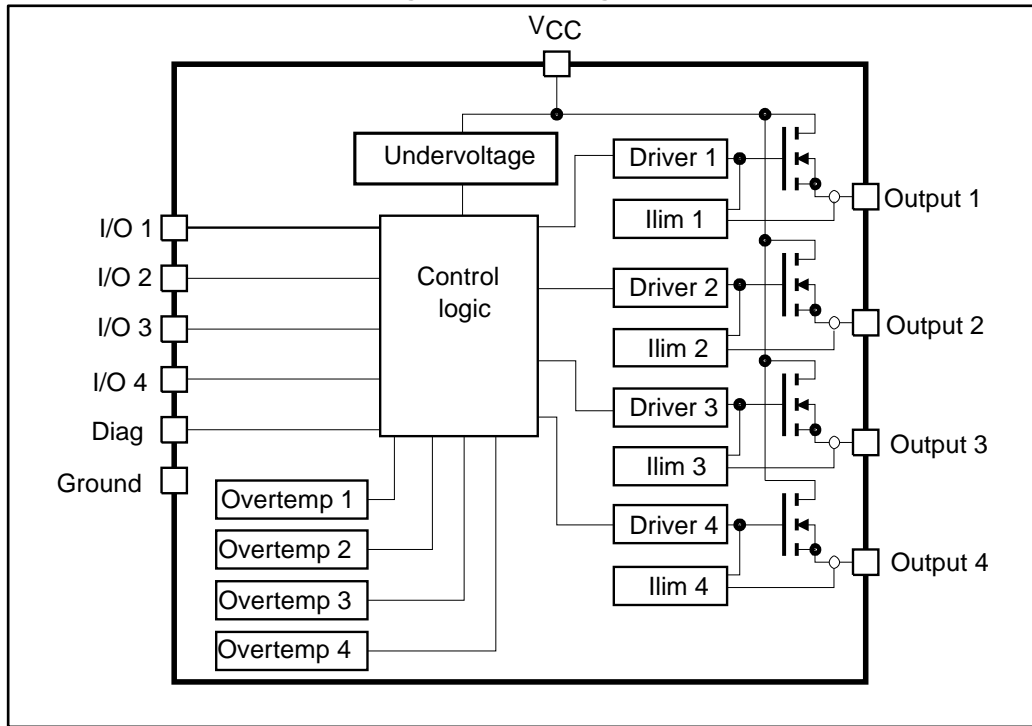 VCC
Undervoltage
Driver 1
Ilim 1
Output 1
I/O 1
I/O 2
I/O 3
I/O 4
Diag
Ground
Control
logic
Driver 2
Ilim 2
Output 2
Driver 3
Ilim 3
Output 3
Driver 4
Ilim 4
Output 4
Overtemp 1
Overtemp 2
Overtemp 3
Overtemp 4